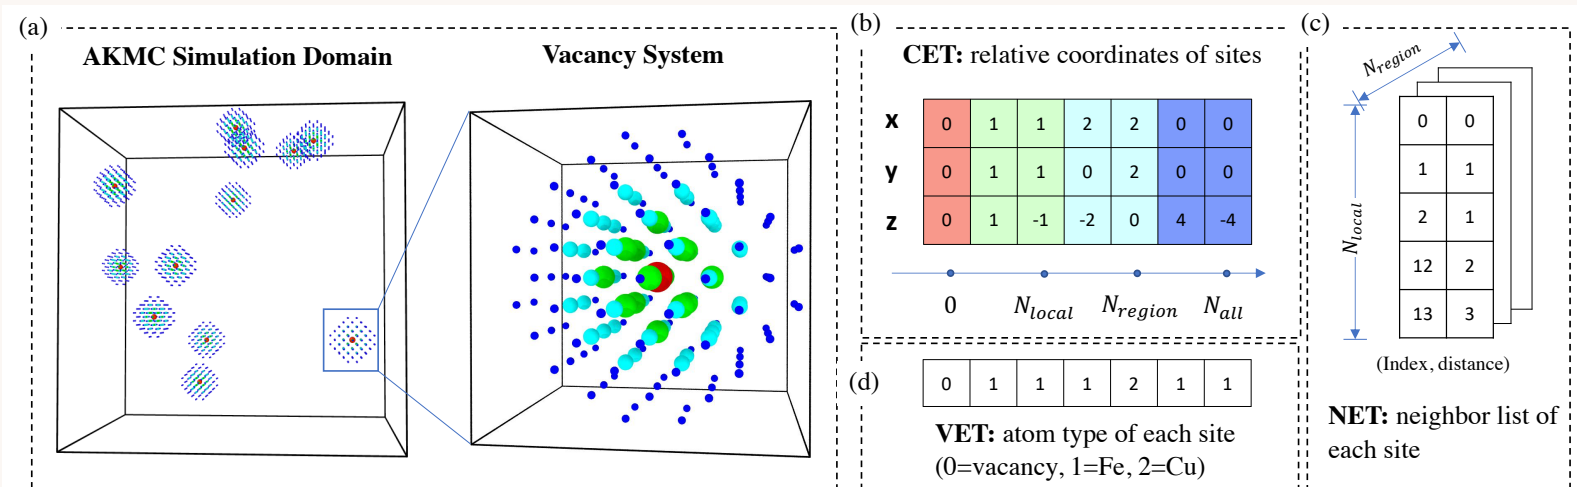 (a)
AKMC Simulation Domain
Vacancy System
(b)
CET: relative coordinates of sites
x 0 1 1 2 2 0 0
y 0 1 1 0 2 0 0
z 0 1 -1 -2 0 4 -4
0 N_local N_region N_all
(c)
N_region
N_local
0 0
1 1
2 1
12 2
13 3
(Index, distance)
NET: neighbor list of
each site
(d)
0 1 1 1 2 1 1
VET: atom type of each site
(0=vacancy, 1=Fe, 2=Cu)